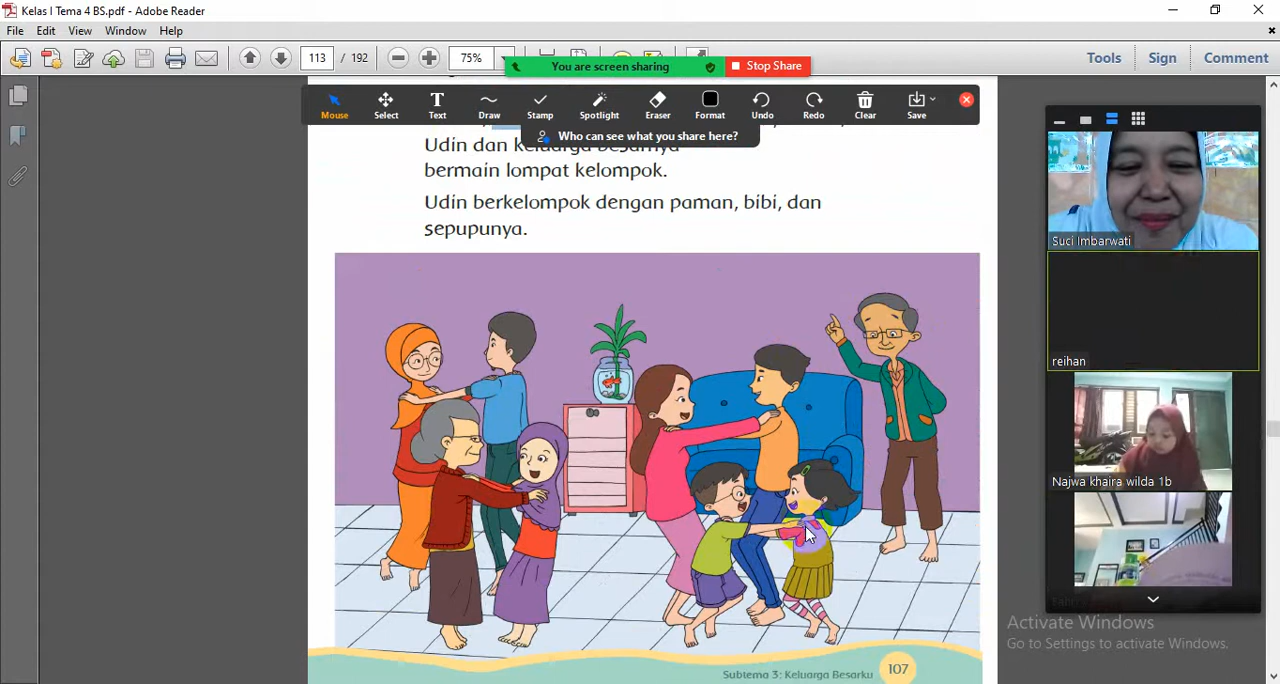 Kelas I Tema 4 BS.pdf - Adobe Reader
File Edit View Window Help
113 / 192 75% Tools Sign Comment
You are screen sharing Stop Share
Mouse Select Text Draw Stamp Spotlight Eraser Format Undo Redo Clear Save
Who can see what you share here?
Udin dan keluarga besarnya
bermain lompat kelompok.
Udin berkelompok dengan paman, bibi, dan
sepupunya.
Subtema 3: Keluarga Besarku 107
Suci Imbarwati
reihan
Najwa khaira wilda 1b
Activate Windows
Go to Settings to activate Windows.